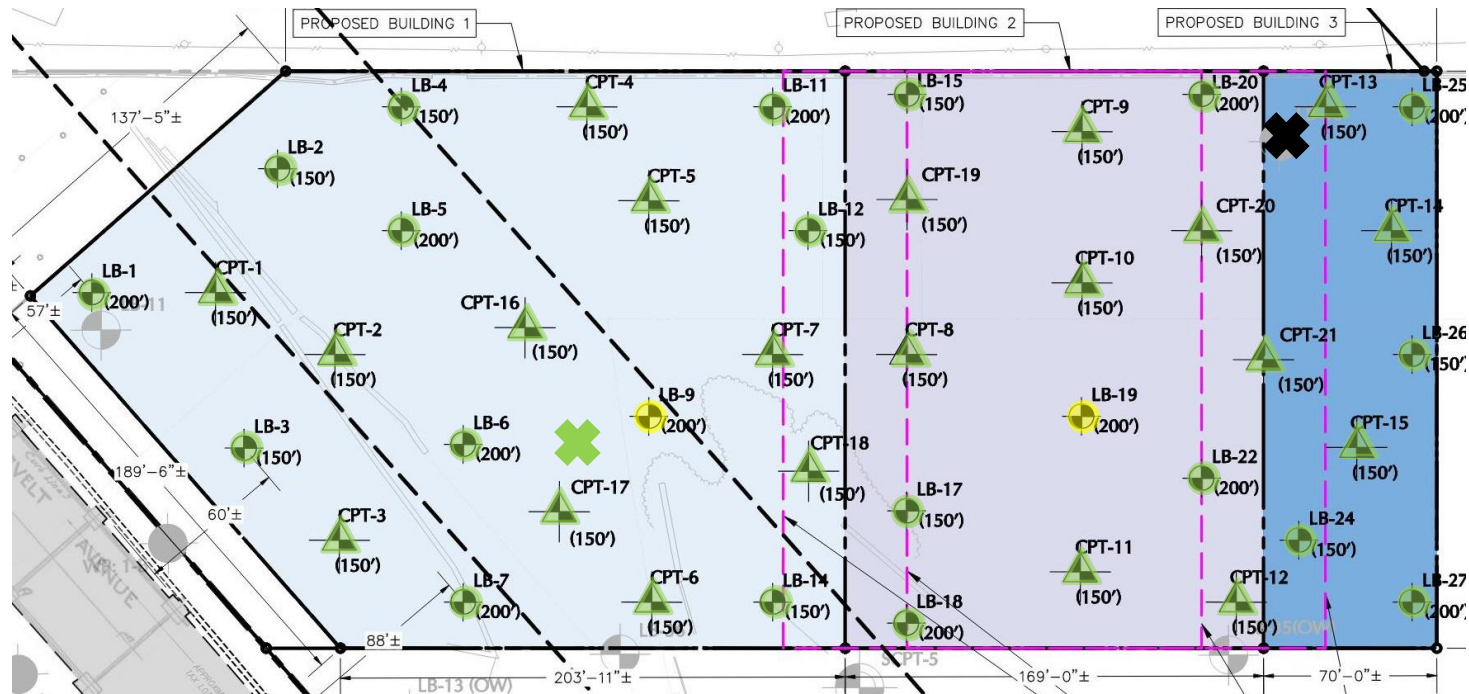 PROPOSED BUILDING 1
PROPOSED BUILDING 2
PROPOSED BUILDING 3
137'-5"±
LB-4
(150')
CPT-4
(150')
LB-11
(200')
LB-15
(150')
CPT-9
(150')
LB-20
(200')
CPT-13
(150')
LB-25
(200')
LB-2
(150')
CPT-5
(150')
CPT-19
(150')
LB-5
(200')
LB-12
(150')
CPT-20
(150')
CPT-14
(150')
LB-1
(200')
57'±
CPT-1
(150')
CPT-16
(150')
CPT-10
(150')
CPT-2
(150')
CPT-7
(150')
CPT-8
(150')
CPT-21
(150')
LB-26
(150')
LB-3
(150')
LB-6
(200')
LB-9
(200')
LB-19
(200')
CPT-15
(150')
CPT-18
(150')
LB-22
(200')
189'-6"±
60'±
CPT-17
(150')
LB-17
(150')
LB-24
(150')
CPT-3
(150')
CPT-11
(150')
AVENUE
LB-7
(200')
CPT-6
(150')
LB-14
(150')
LB-18
(200')
CPT-12
(150')
LB-27
(200')
88'±
SCPT-5
LB-13 (OW)
203'-11"±
169'-0"±
70'-0"±